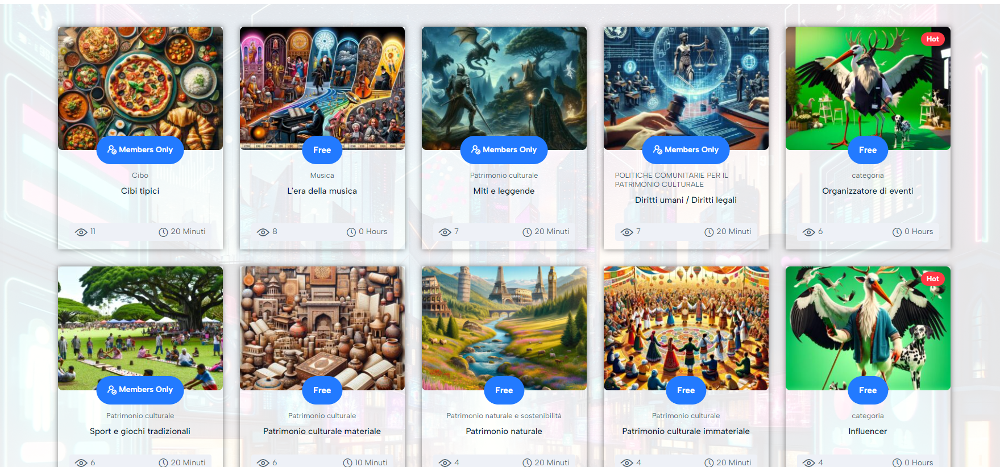 Hot
Members Only
Free
Members Only
Members Only
Free
Cibo
Musica
Patrimonio culturale
POLITICHE COMUNITARIE PER IL
PATRIMONIO CULTURALE
categoria
Cibi tipici
L'era della musica
Miti e leggende
Diritti umani / Diritti legali
Organizzatore di eventi
11
20 Minuti
8
0 Hours
7
20 Minuti
7
20 Minuti
6
0 Hours
Hot
Members Only
Free
Free
Free
Free
Patrimonio culturale
Patrimonio culturale
Patrimonio naturale e sostenibilità
Patrimonio culturale
categoria
Sport e giochi tradizionali
Patrimonio culturale materiale
Patrimonio naturale
Patrimonio culturale immateriale
Influencer
6
20 Minuti
6
10 Minuti
4
20 Minuti
4
20 Minuti
4
0 Hours